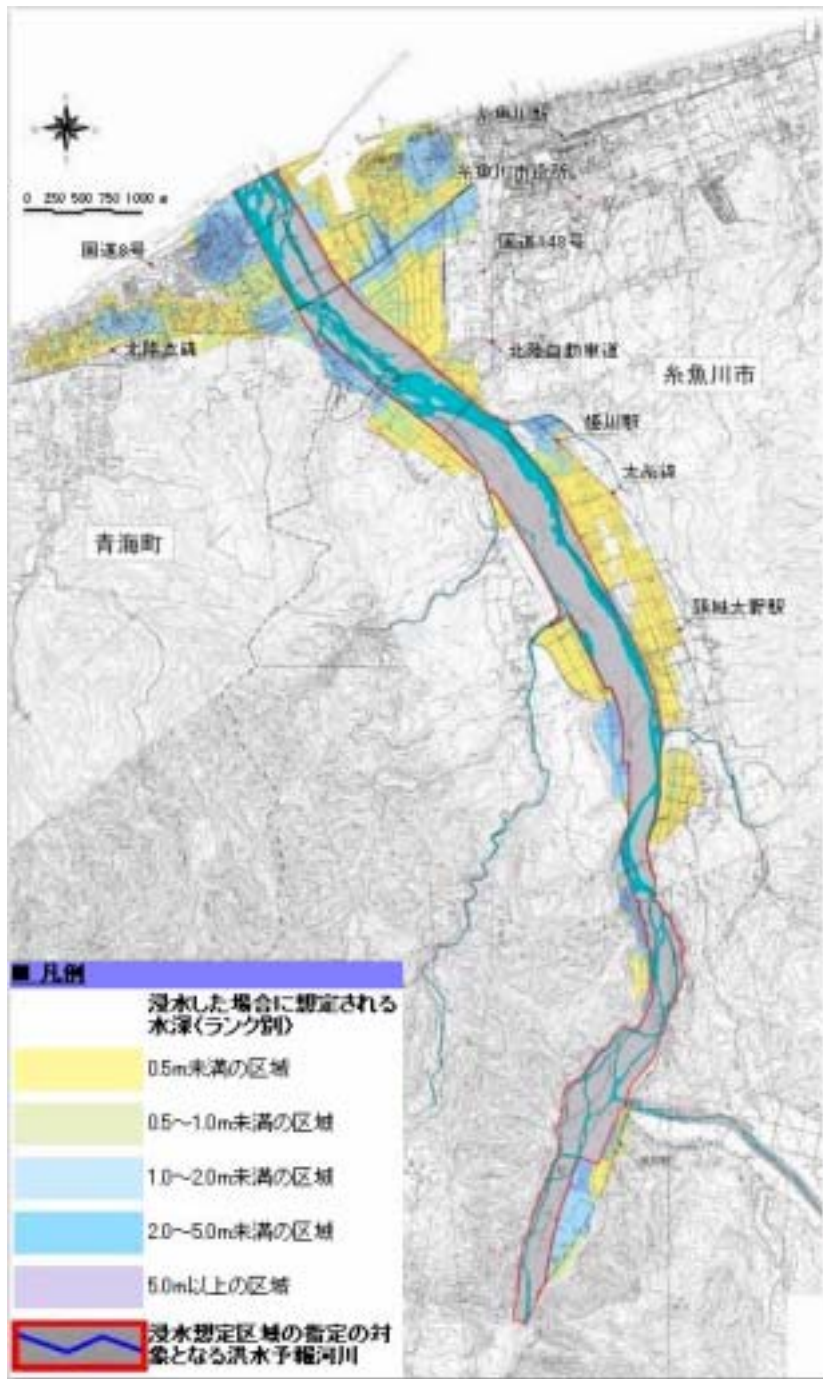 糸魚川駅
糸魚川市役所
0 250 500 750 1000 m
国道8号
国道148号
北陸本線
北陸自動車道
糸魚川市
姫川駅
大糸線
青海町
頸城大野駅
■ 凡例
浸水した場合に想定される
水深(ランク別)
0.5m未満の区域
0.5～1.0m未満の区域
1.0～2.0m未満の区域
2.0～5.0m未満の区域
5.0m以上の区域
浸水想定区域の指定の対
象となる洪水予報河川